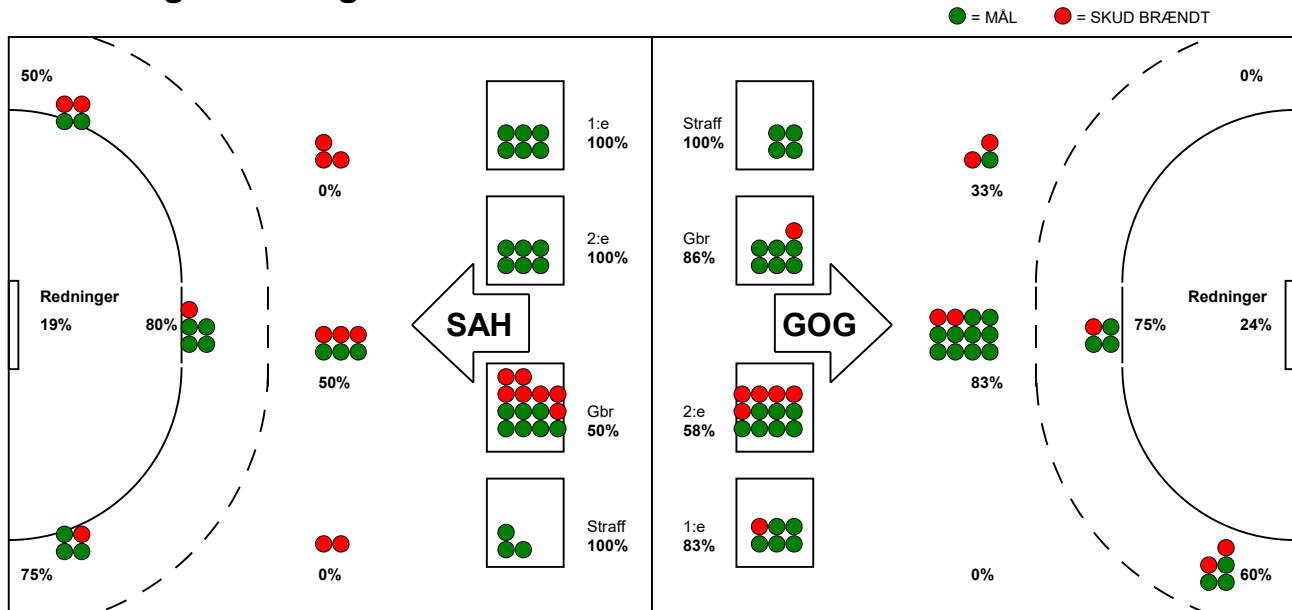 = MÅL
= SKUD BRÆNDT
50%
0%
1:e
100%
Straff
100%
0%
33%
2:e
100%
Gbr
86%
Redninger
19%
80%
50%
SAH
GOG
83%
75%
Redninger
24%
Gbr
50%
2:e
58%
Straff
100%
1:e
83%
75%
0%
0%
60%